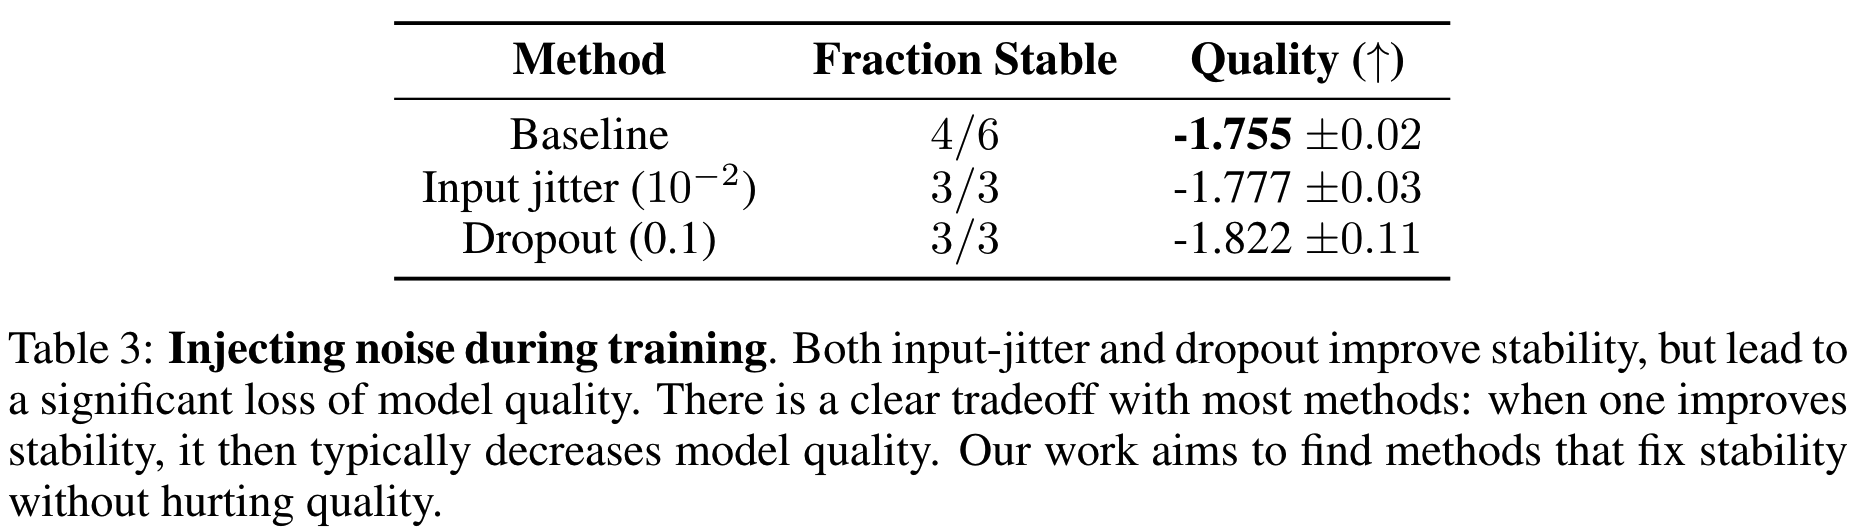 Method Fraction Stable Quality (↑)
Baseline 4/6 -1.755 ±0.02
Input jitter (10⁻²) 3/3 -1.777 ±0.03
Dropout (0.1) 3/3 -1.822 ±0.11
Table 3: Injecting noise during training. Both input-jitter and dropout improve stability, but lead to
a significant loss of model quality. There is a clear tradeoff with most methods: when one improves
stability, it then typically decreases model quality. Our work aims to find methods that fix stability
without hurting quality.